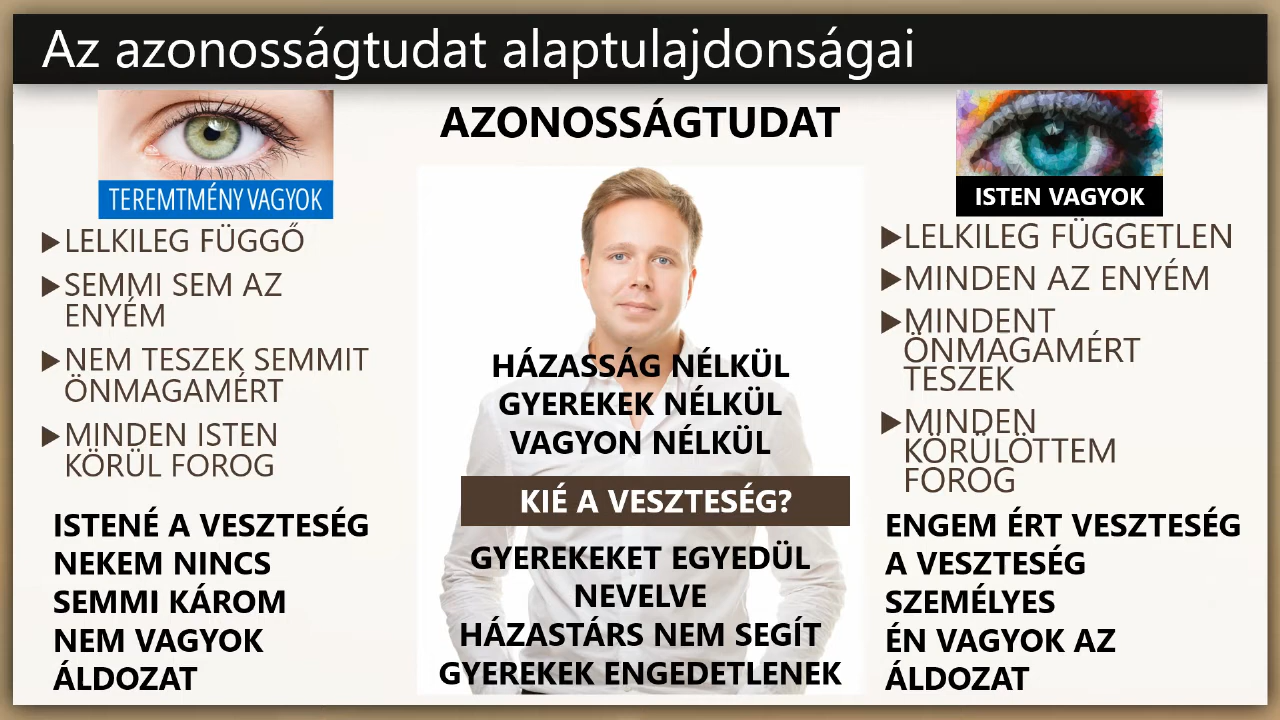 Az azonosságtudat alaptulajdonságai
TEREMTMÉNY VAGYOK
LELKILEG FÜGGŐ
SEMMI SEM AZ
ENYÉM
NEM TESZEK SEMMIT
ÖNMAGAMÉRT
MINDEN ISTEN
KÖRÜL FOROG
ISTENÉ A VESZTESÉG
NEKEM NINCS
SEMMI KÁROM
NEM VAGYOK
ÁLDOZAT
AZONOSSÁGTUDAT
HÁZASSÁG NÉLKÜL
GYEREKEK NÉLKÜL
VAGYON NÉLKÜL
KIÉ A VESZTESÉG?
GYEREKEKET EGYEDÜL
NEVELVE
HÁZASTÁRS NEM SEGÍT
GYEREKEK ENGEDETLENEK
ISTEN VAGYOK
LELKILEG FÜGGETLEN
MINDEN AZ ENYÉM
MINDENT
ÖNMAGAMÉRT
TESZEK
MINDEN
KÖRÜLÖTTEM
FOROG
ENGEM ÉRT VESZTESÉG
A VESZTESÉG
SZEMÉLYES
ÉN VAGYOK AZ
ÁLDOZAT